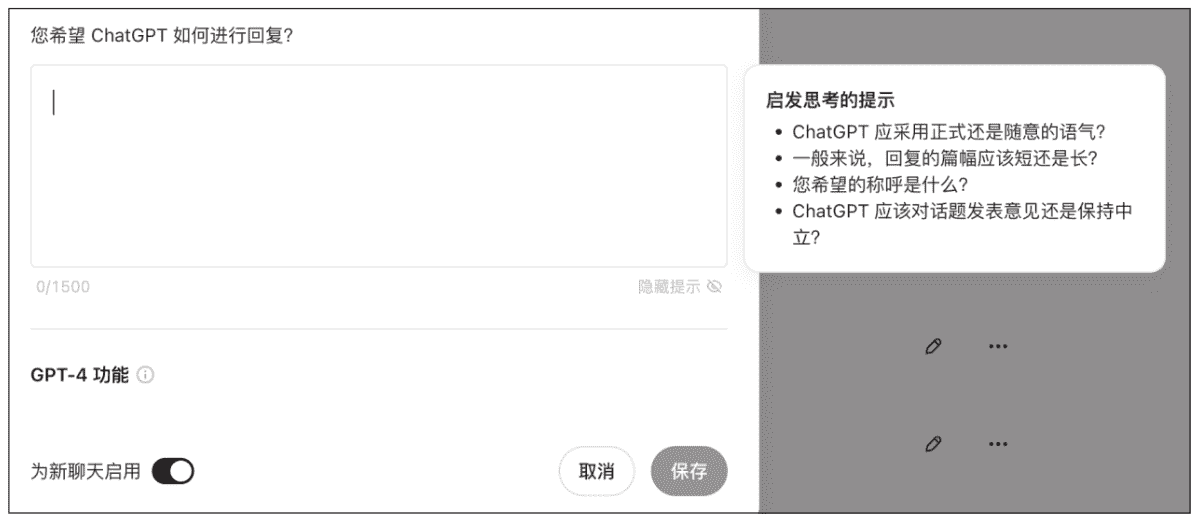 您希望 ChatGPT 如何进行回复?
启发思考的提示
ChatGPT 应采用正式还是随意的语气?
一般来说，回复的篇幅应该短还是长?
您希望的称呼是什么?
ChatGPT 应该对话题发表意见还是保持中
立?
0/1500
隐藏提示
GPT-4 功能
为新聊天启用
取消
保存